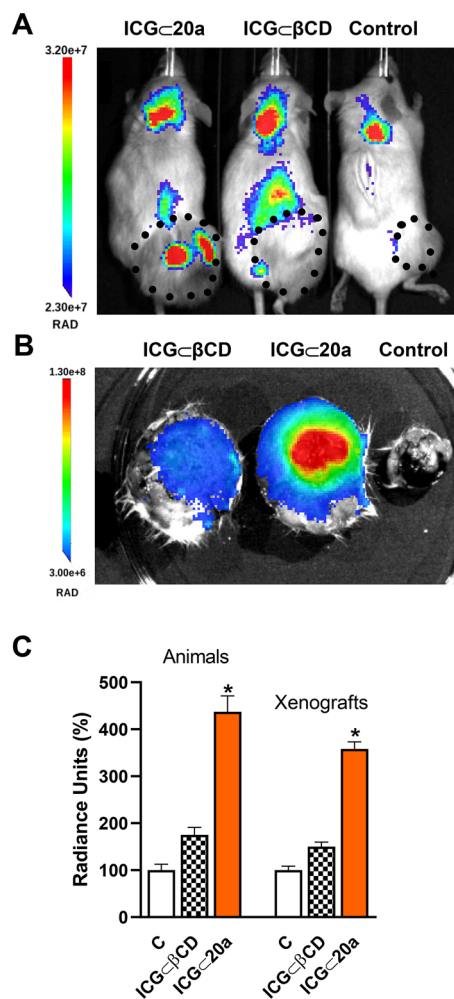 A
ICG⊂20a ICG⊂βCD Control
3.20e+7
2.30e+7
RAD
B
ICG⊂βCD ICG⊂20a Control
1.30e+8
3.00e+6
RAD
C
Animals
Xenografts
Radiance Units (%)
500
400
300
200
100
0
*
*
C
ICG⊂βCD
ICG⊂20a
C
ICG⊂βCD
ICG⊂20a